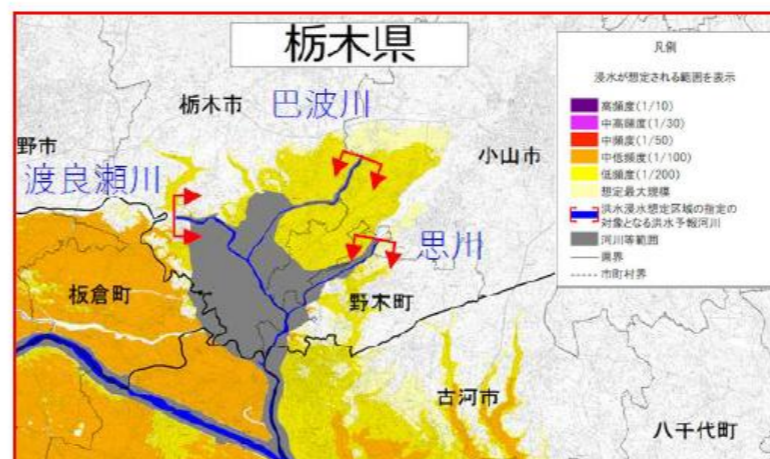 栃木県
栃木市
巴波川
野市
小山市
渡良瀬川
思川
板倉町
野木町
古河市
八千代町
凡例
浸水が想定される範囲を表示
高頻度(1/10)
中高頻度(1/30)
中頻度(1/50)
中低頻度(1/100)
低頻度(1/200)
想定最大規模
洪水浸水想定区域の指定の
対象となる洪水予報河川
河川等範囲
県界
市町村界